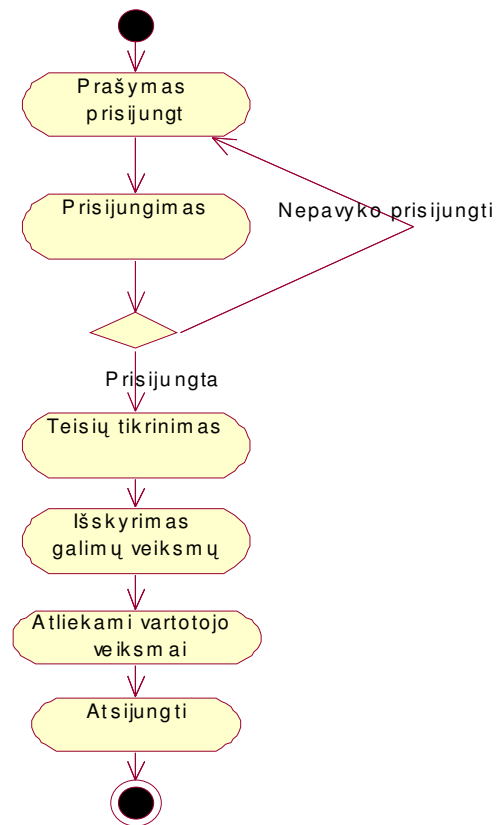 Prašymas
prisijungt
Prisijungimas
Nepavyko prisijungti
Prisijungta
Teisių tikrinimas
Išskyrimas
galimų veiksmų
Atliekami vartotojo
veiksmai
Atsijungti